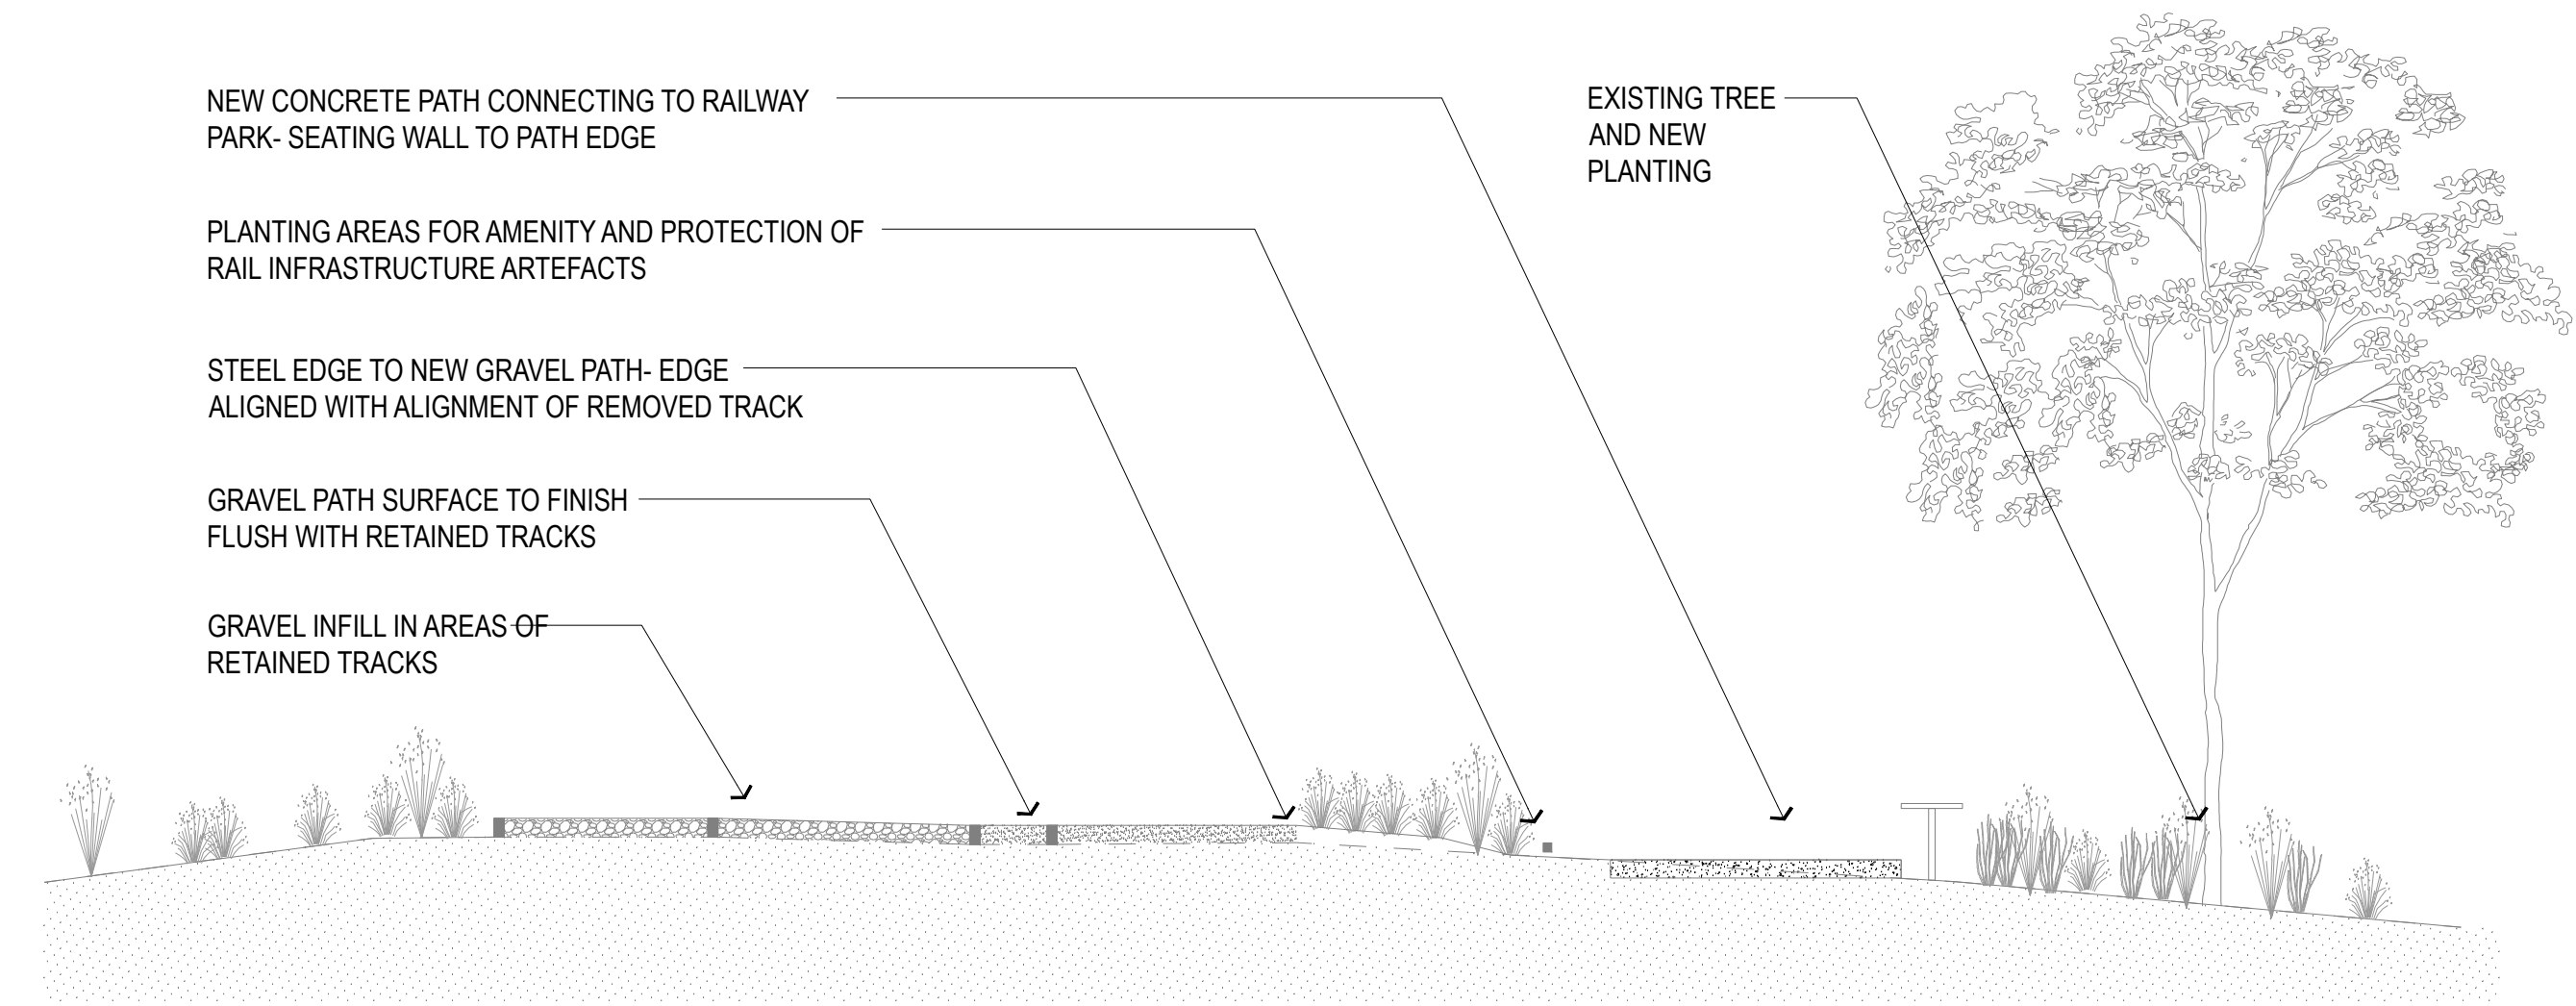 NEW CONCRETE PATH CONNECTING TO RAILWAY
PARK- SEATING WALL TO PATH EDGE
PLANTING AREAS FOR AMENITY AND PROTECTION OF
RAIL INFRASTRUCTURE ARTEFACTS
STEEL EDGE TO NEW GRAVEL PATH- EDGE
ALIGNED WITH ALIGNMENT OF REMOVED TRACK
GRAVEL PATH SURFACE TO FINISH
FLUSH WITH RETAINED TRACKS
GRAVEL INFILL IN AREAS OF
RETAINED TRACKS
EXISTING TREE
AND NEW
PLANTING